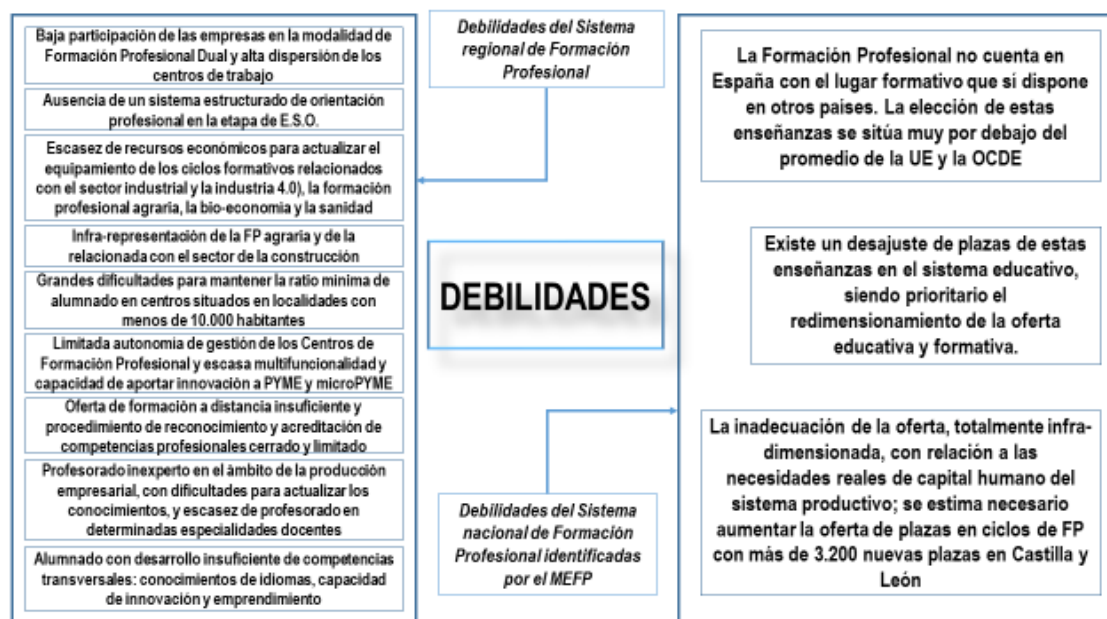 Baja participación de las empresas en la modalidad de
Formación Profesional Dual y alta dispersión de los
centros de trabajo
Ausencia de un sistema estructurado de orientación
profesional en la etapa de E.S.O.
Escasez de recursos económicos para actualizar el
equipamiento de los ciclos formativos relacionados
con el sector industrial y la industria 4.0), la formación
profesional agraria, la bio-economia y la sanidad
Infra-representación de la FP agraria y de la
relacionada con el sector de la construcción
Grandes dificultades para mantener la ratio minima de
alumnado en centros situados en localidades con
menos de 10.000 habitantes
Limitada autonomia de gestión de los Centros de
Formación Profesional y escasa multifuncionalidad y
capacidad de aportar innovación a PYME y microPYME
Oferta de formación a distancia insuficiente y
procedimiento de reconocimiento y acreditación de
competencias profesionales cerrado y limitado
Profesorado inexperto en el ámbito de la producción
empresarial, con dificultades para actualizar los
conocimientos, y escasez de profesorado en
determinadas especialidades docentes
Alumnado con desarrollo insuficiente de competencias
transversales: conocimientos de idiomas, capacidad
de innovación y emprendimiento
Debilidades del Sistema
regional de Formación
Profesional
DEBILIDADES
Debilidades del Sistema
nacional de Formación
Profesional identificadas
por el MEFP
La Formación Profesional no cuenta en
España con el lugar formativo que sí dispone
en otros países. La elección de estas
enseñanzas se sitúa muy por debajo del
promedio de la UE y la OCDE
Existe un desajuste de plazas de estas
enseñanzas en el sistema educativo,
siendo prioritario el
redimensionamiento de la oferta
educativa y formativa.
La inadecuación de la oferta, totalmente infra-
dimensionada, con relación a las
necesidades reales de capital humano del
sistema productivo; se estima necesario
aumentar la oferta de plazas en ciclos de FP
con más de 3.200 nuevas plazas en Castilla y
León